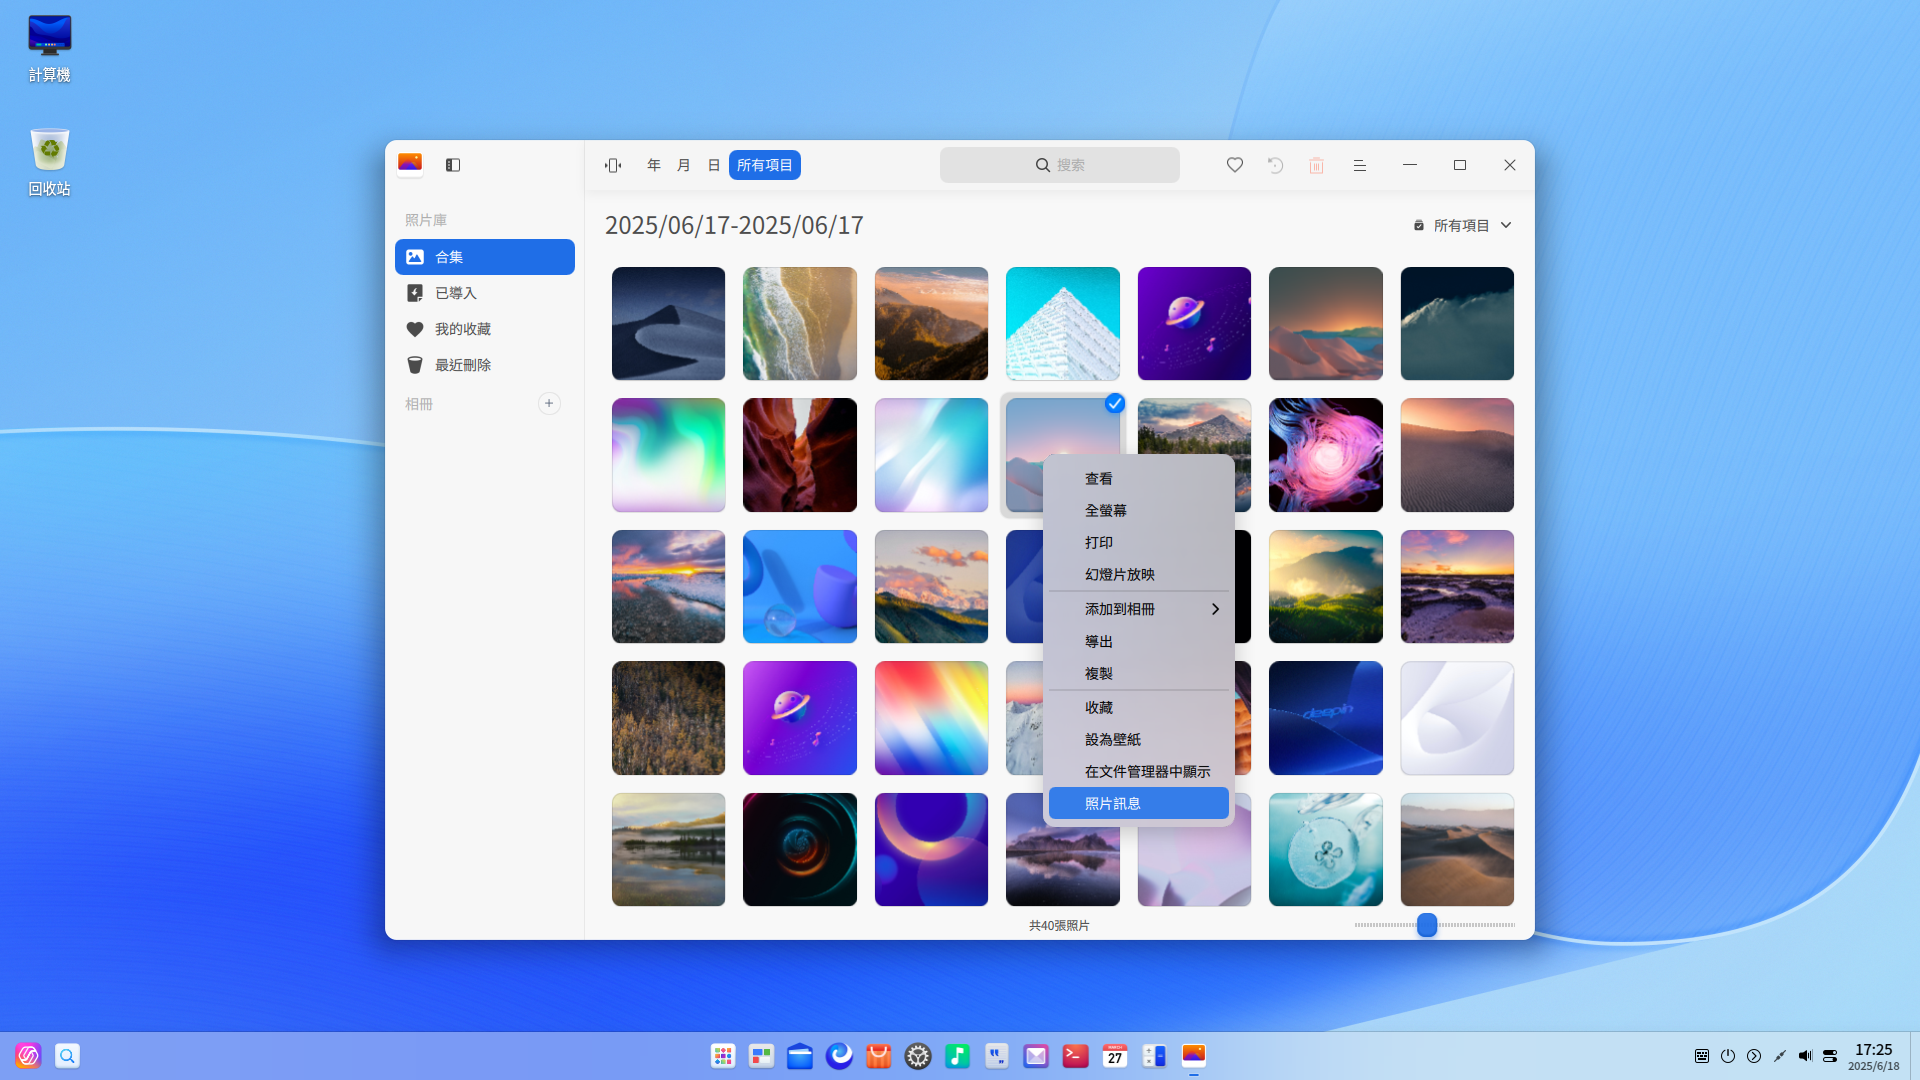 計算機
回收站
年 月 日 所有項目
搜索
照片庫
合集
已導入
我的收藏
最近刪除
相冊
2025/06/17-2025/06/17
所有項目
查看
全螢幕
打印
幻燈片放映
添加到相冊
導出
複製
收藏
設為壁紙
在文件管理器中顯示
照片訊息
deepin
共40張照片
MARCH
27
17:25
2025/6/18